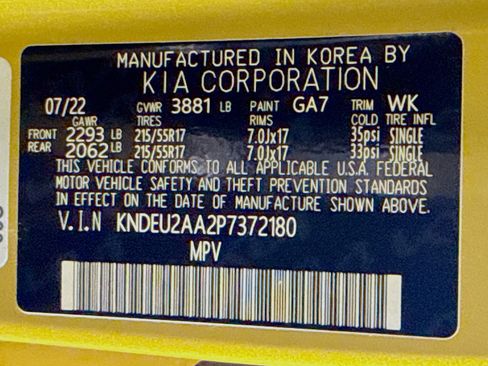 MANUFACTURED IN KOREA BY
KIA CORPORATION
07/22 GVWR 3881 LB PAINT GA7 TRIM WK
GAWR TIRES RIMS COLD TIRE INFL
FRONT 2293 LB 215/55R17 7.0Jx17 35psi SINGLE
REAR 2062 LB 215/55R17 7.0Jx17 33psi SINGLE
THIS VEHICLE CONFORMS TO ALL APPLICABLE U.S.A. FEDERAL
MOTOR VEHICLE SAFETY AND THEFT PREVENTION STANDARDS
IN EFFECT ON THE DATE OF MANUFACTURE SHOWN ABOVE.
V.I.N KNDEU2AA2P7372180
MPV